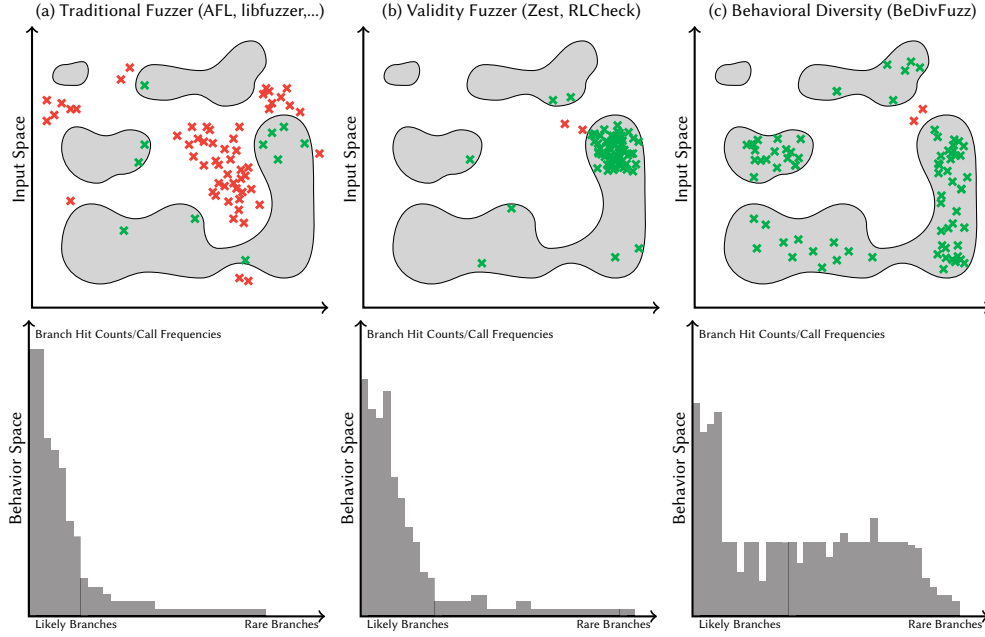 (a) Traditional Fuzzer (AFL, libfuzzer,...)
(b) Validity Fuzzer (Zest, RLCheck)
(c) Behavioral Diversity (BeDivFuzz)
Input Space
Input Space
Input Space
Branch Hit Counts/Call Frequencies
Branch Hit Counts/Call Frequencies
Branch Hit Counts/Call Frequencies
Behavior Space
Behavior Space
Behavior Space
Likely Branches
Rare Branches
Likely Branches
Rare Branches
Likely Branches
Rare Branches